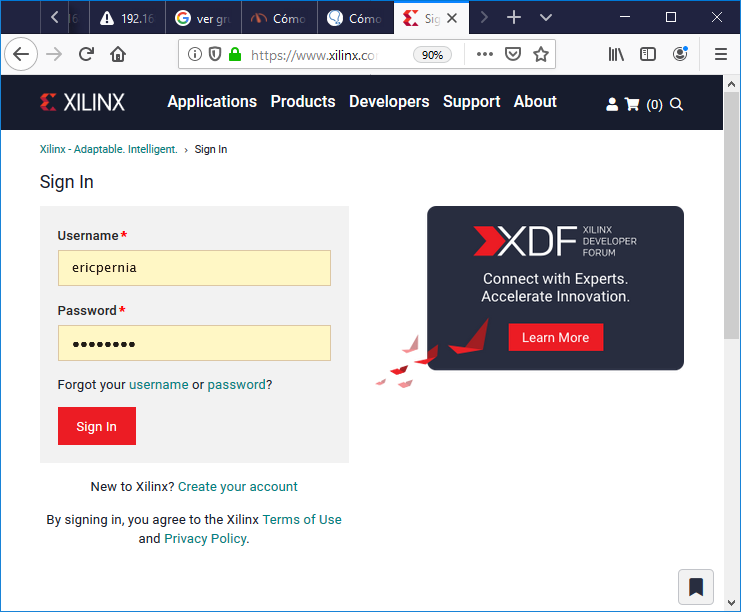 192.16
ver gru
Cómo
Cómo
Sig
https://www.xilinx.co
90%
XILINX
Applications Products Developers Support About
(0)
Xilinx - Adaptable. Intelligent. › Sign In
Sign In
Username*
ericpernia
Password*
••••••••
Forgot your username or password?
Sign In
XDF XILINX
DEVELOPER
FORUM
Connect with Experts.
Accelerate Innovation.
Learn More
New to Xilinx? Create your account
By signing in, you agree to the Xilinx Terms of Use
and Privacy Policy.